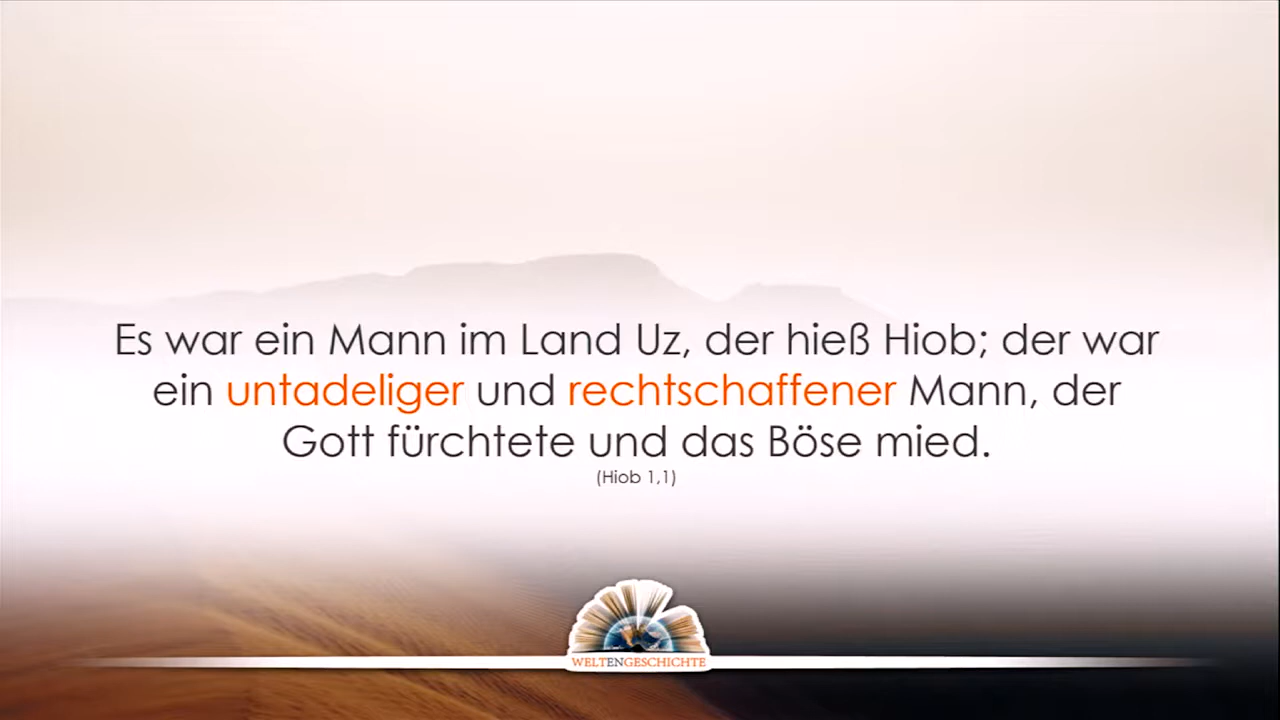 Es war ein Mann im Land Uz, der hieß Hiob; der war
ein untadeliger und rechtschaffener Mann, der
Gott fürchtete und das Böse mied.
(Hiob 1,1)
WELTENGESCHICHTE